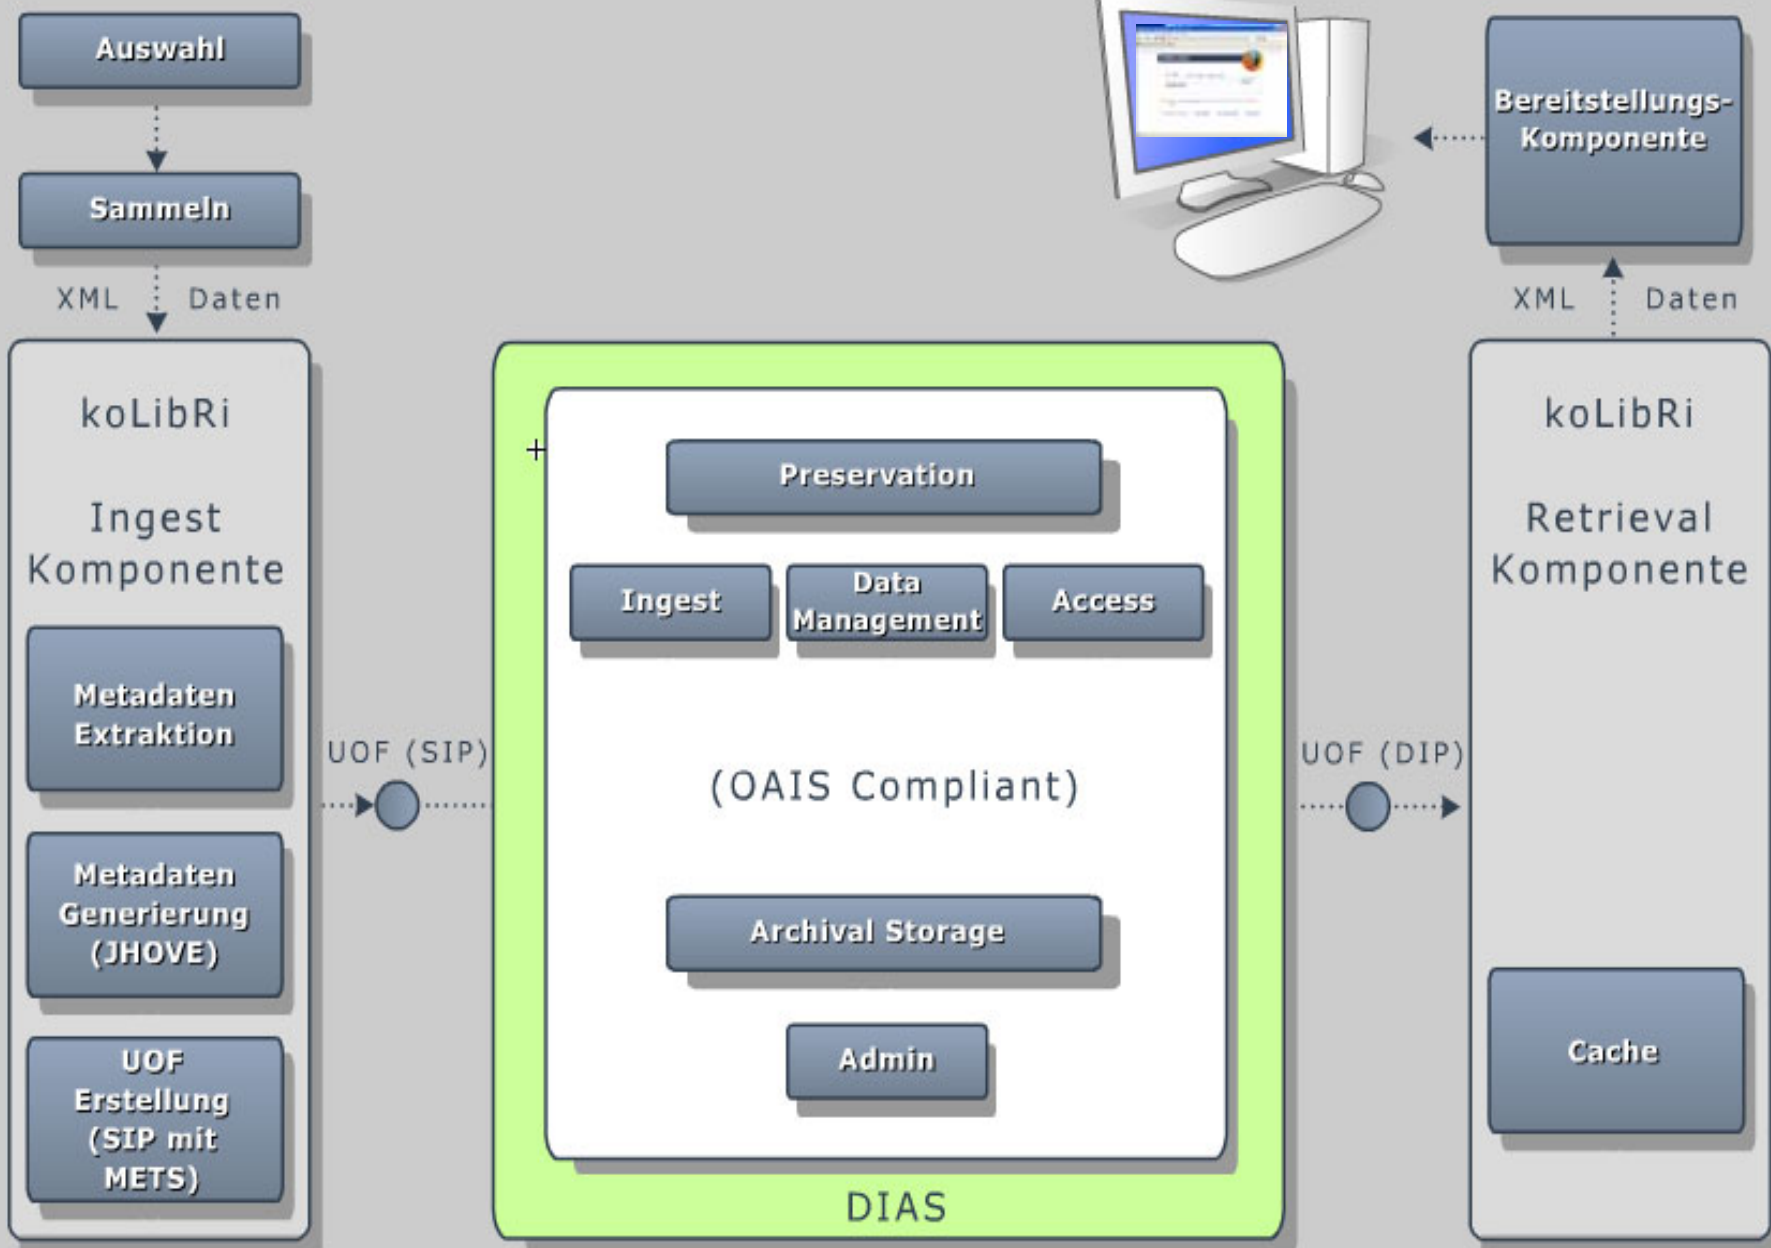 Auswahl
Sammeln
XML Daten
koLibRi
Ingest
Komponente
Metadaten
Extraktion
Metadaten
Generierung
(JHOVE)
UOF
Erstellung
(SIP mit
METS)
UOF (SIP)
Preservation
Ingest
Data
Management
Access
(OAIS Compliant)
Archival Storage
Admin
DIAS
UOF (DIP)
Bereitstellungs-
Komponente
XML Daten
koLibRi
Retrieval
Komponente
Cache